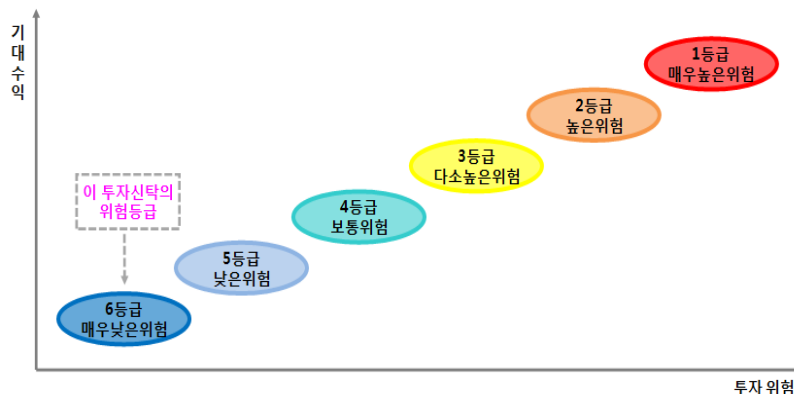 기대수익
1등급
매우높은위험
2등급
높은위험
3등급
다소높은위험
이 투자신탁의
위험등급
4등급
보통위험
5등급
낮은위험
6등급
매우낮은위험
투자 위험